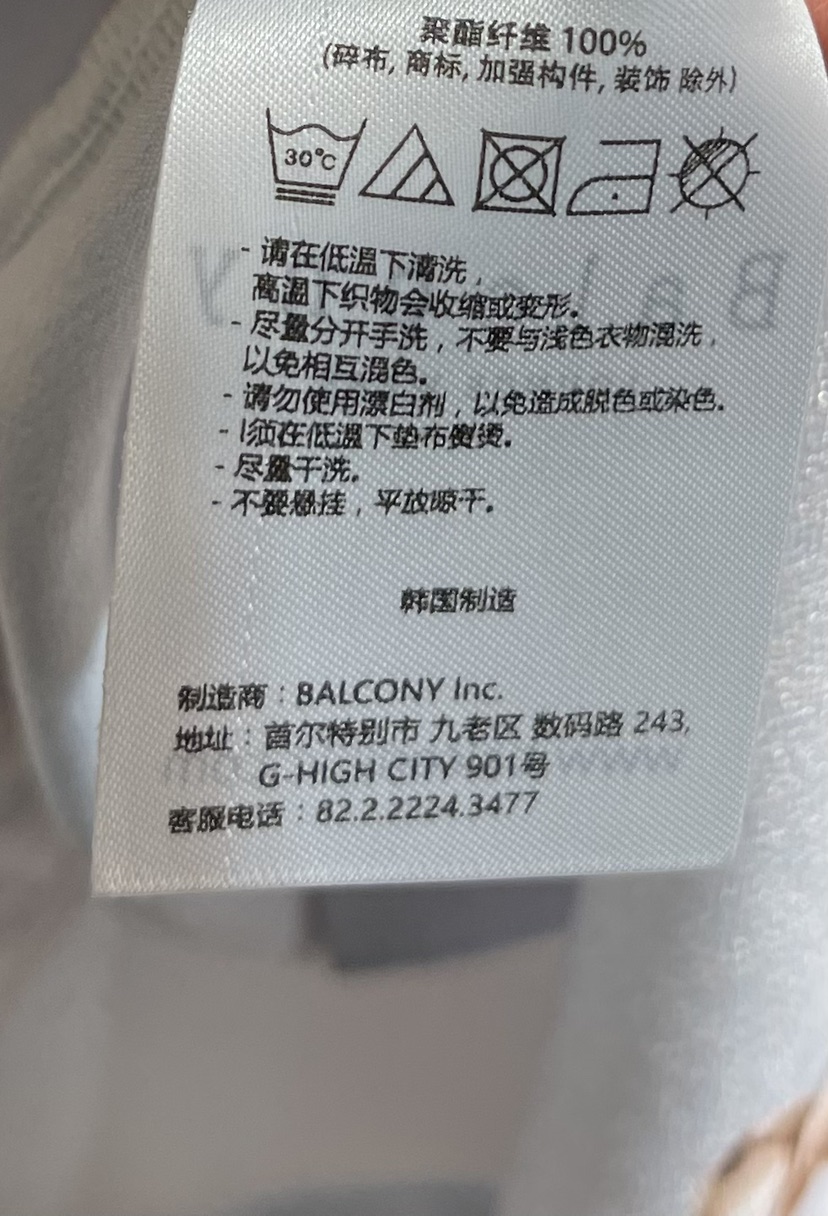 聚酯纤维 100%
(碎布, 商标, 加强构件, 装饰 除外)
30°C
- 请在低温下清洗，
高温下织物会收缩或变形。
- 尽量分开手洗，不要与浅色衣物混洗，
以免相互混色。
- 请勿使用漂白剂，以免造成脱色或染色。
- 须在低温下垫布熨烫。
- 尽量干洗。
- 不要悬挂，平放晾干。
韩国制造
制造商：BALCONY Inc.
地址：首尔特别市 九老区 数码路 243,
G-HIGH CITY 901号
客服电话：82.2.2224.3477